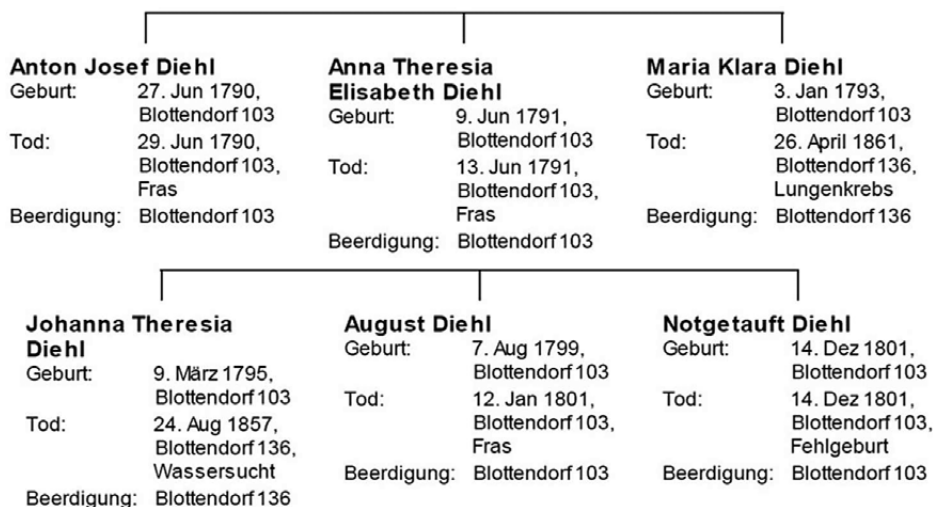 Anton Josef Diehl
Geburt: 27. Jun 1790,
Blottendorf 103
Tod: 29. Jun 1790,
Blottendorf 103,
Fras
Beerdigung: Blottendorf 103
Anna Theresia
Elisabeth Diehl
Geburt: 9. Jun 1791,
Blottendorf 103
Tod: 13. Jun 1791,
Blottendorf 103,
Fras
Beerdigung: Blottendorf 103
Maria Klara Diehl
Geburt: 3. Jan 1793,
Blottendorf 103
Tod: 26. April 1861,
Blottendorf 136,
Lungenkrebs
Beerdigung: Blottendorf 136
Johanna Theresia
Diehl
Geburt: 9. März 1795,
Blottendorf 103
Tod: 24. Aug 1857,
Blottendorf 136,
Wassersucht
Beerdigung: Blottendorf 136
August Diehl
Geburt: 7. Aug 1799,
Blottendorf 103
Tod: 12. Jan 1801,
Blottendorf 103,
Fras
Beerdigung: Blottendorf 103
Notgetauft Diehl
Geburt: 14. Dez 1801,
Blottendorf 103
Tod: 14. Dez 1801,
Blottendorf 103,
Fehlgeburt
Beerdigung: Blottendorf 103